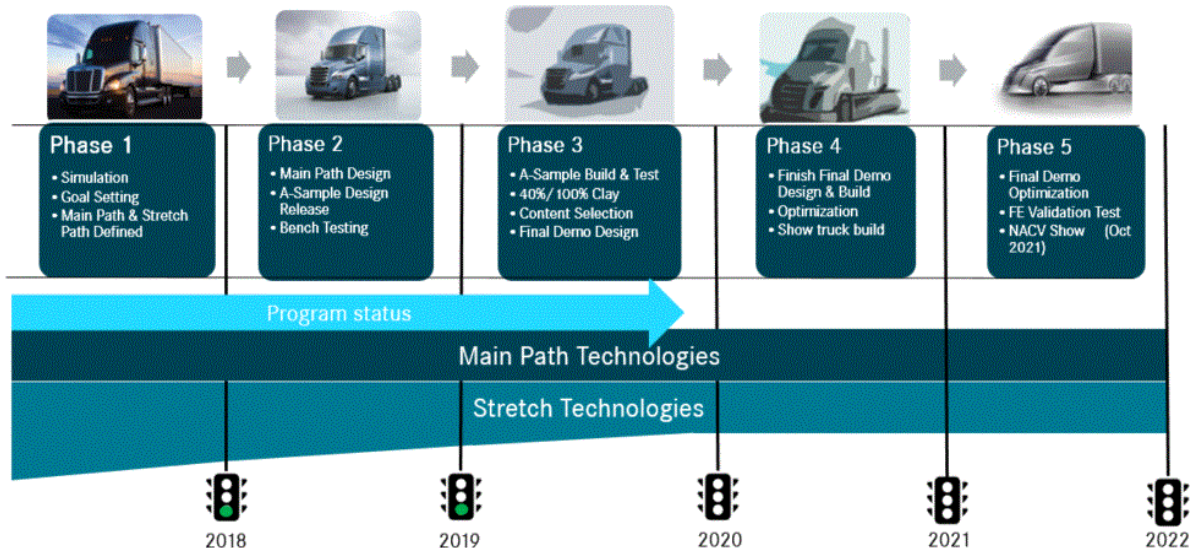 Phase 1
• Simulation
• Goal Setting
• Main Path & Stretch
Path Defined
Phase 2
• Main Path Design
• A-Sample Design
Release
• Bench Testing
Phase 3
• A-Sample Build & Test
• 40%/100% Clay
• Content Selection
• Final Demo Design
Phase 4
• Finish Final Demo
Design & Build
• Optimization
• Show truck build
Phase 5
• Final Demo
Optimization
• FE Validation Test
• NACV Show (Oct
2021)
Program status
Main Path Technologies
Stretch Technologies
2018
2019
2020
2021
2022